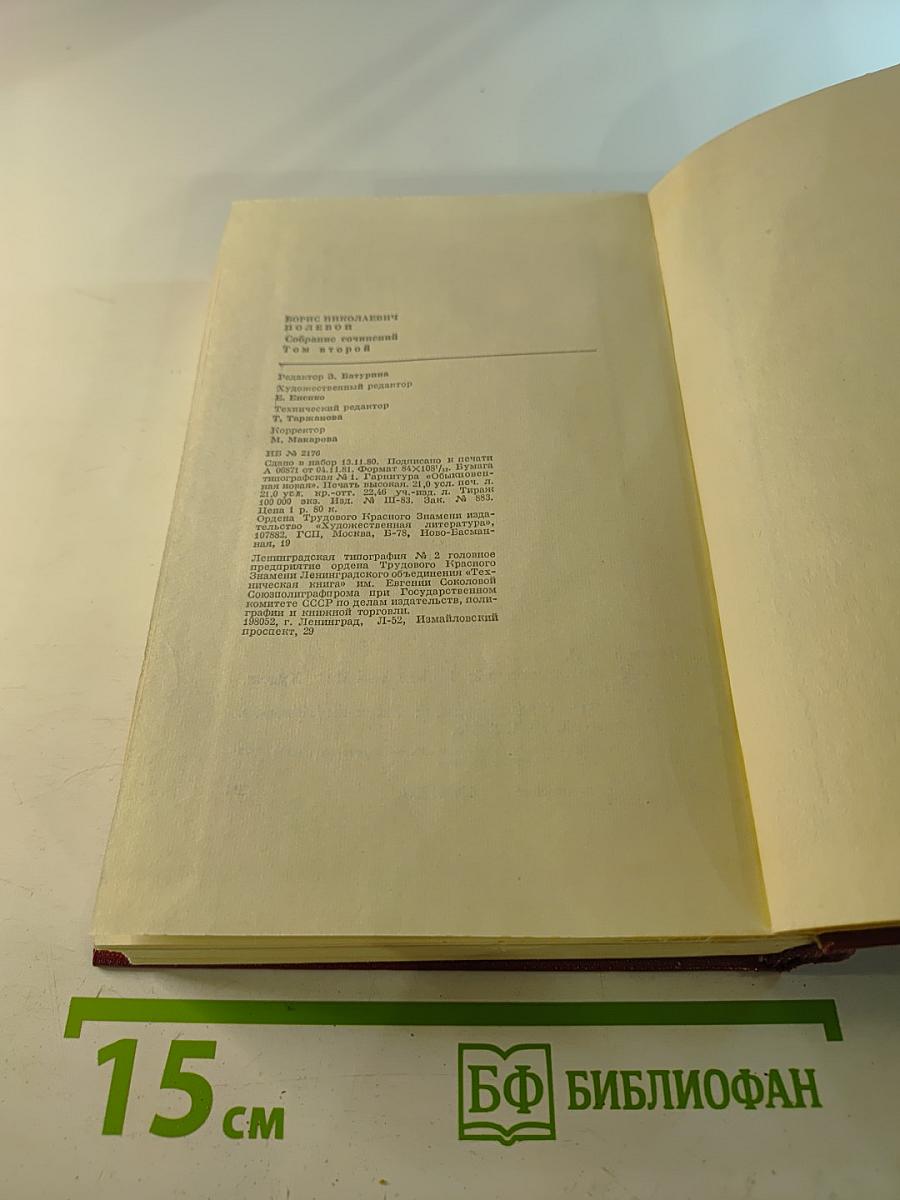 БОРИС НИКОЛАЕВИЧ
ПОЛЕВОЙ
Собрание сочинений
Том второй
Редактор З. Батурина
Художественный редактор
Е. Ененко
Технический редактор
Т. Таржанова
Корректор
М. Макарова
ИБ № 2176
Сдано в набор 13.11.80. Подписано к печати
А 06871 от 04.11.81. Формат 84×108¹/₃₂. Бумага
типографская № 1. Гарнитура «Обыкновен-
ная новая». Печать высокая. 21,0 усл. печ. л.
21,0 усл. кр.-отт. 22,46 уч.-изд. л. Тираж
100 000 экз. Изд. № III-83. Зак. № 883.
Цена 1 р. 80 к.
Ордена Трудового Красного Знамени изда-
тельство «Художественная литература»,
107882, ГСП, Москва, Б-78, Ново-Басман-
ная, 19
Ленинградская типография № 2 головное
предприятие ордена Трудового Красного
Знамени Ленинградского объединения «Тех-
ническая книга» им. Евгении Соколовой
Союзполиграфпрома при Государственном
комитете СССР по делам издательств, поли-
графии и книжной торговли.
198052, г. Ленинград, Л-52, Измайловский
проспект, 29
15 см
БФ БИБЛИОФАН